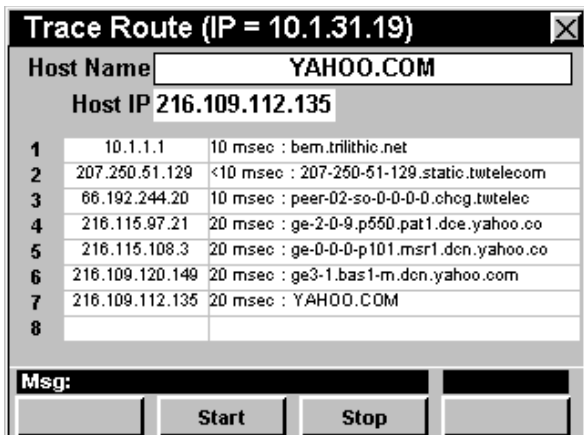 Trace Route (IP = 10.1.31.19)
Host Name YAHOO.COM
Host IP 216.109.112.135
1 10.1.1.1 10 msec : bem.trilithic.net
2 207.250.51.129 <10 msec : 207-250-51-129.static.twtelecom
3 66.192.244.20 10 msec : peer-02-so-0-0-0-0.chcg.twtelec
4 216.115.97.21 20 msec : ge-2-0-9.p550.pat1.dce.yahoo.co
5 216.115.108.3 20 msec : ge-0-0-0-p101.msr1.dcn.yahoo.co
6 216.109.120.149 20 msec : ge3-1.bas1-m.dcn.yahoo.com
7 216.109.112.135 20 msec : YAHOO.COM
8
Msg:
Start Stop